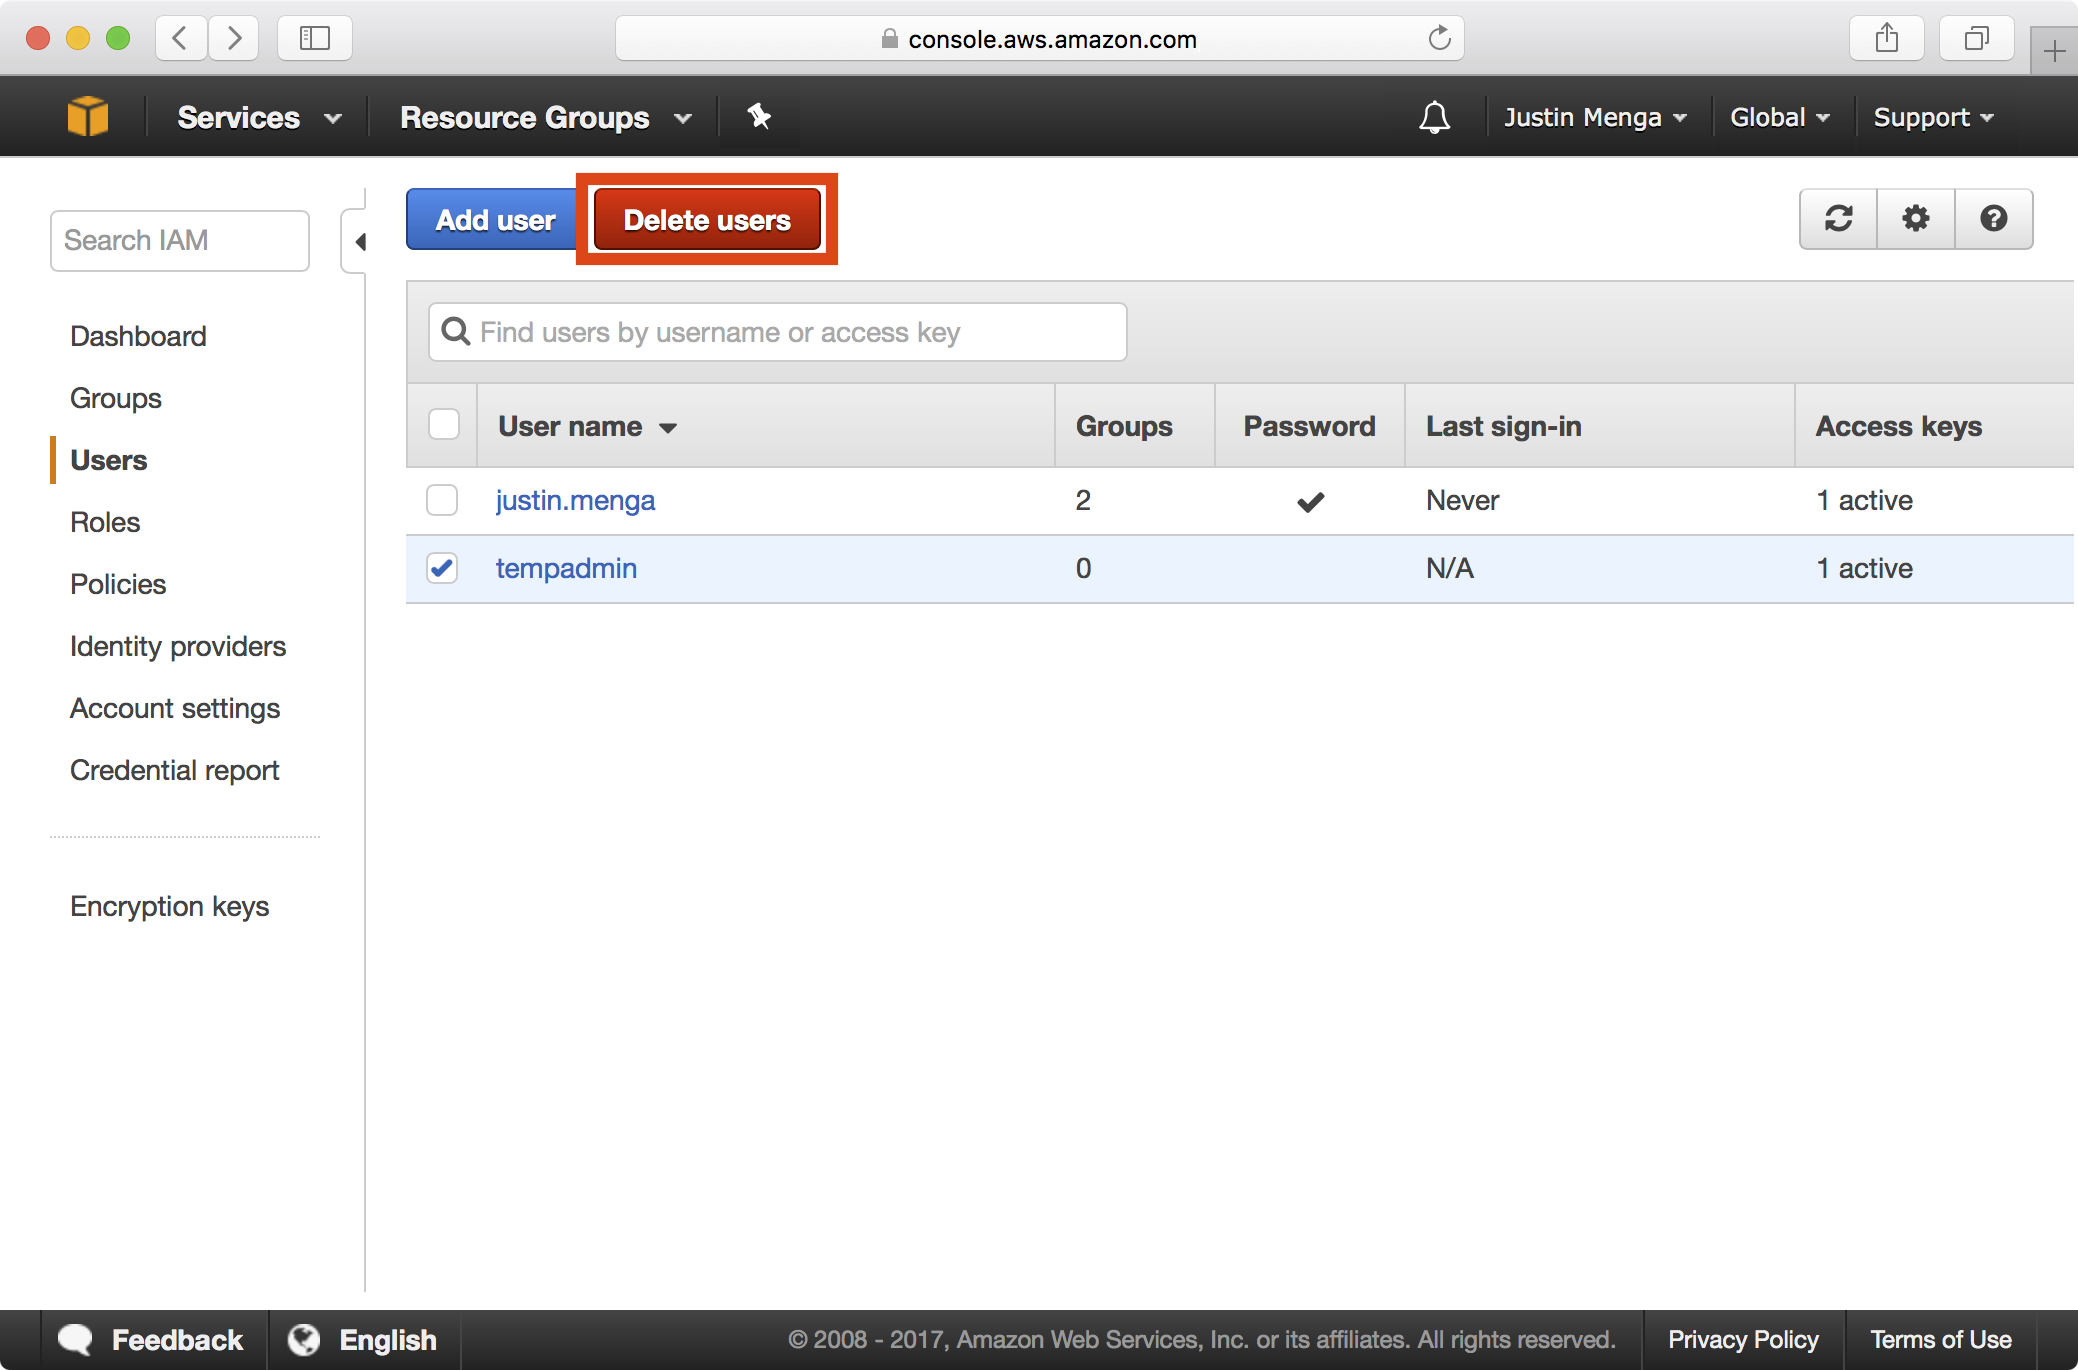 console.aws.amazon.com
Services Resource Groups Justin Menga Global Support
Search IAM
Add user Delete users
Find users by username or access key
Dashboard
Groups
Users
Roles
Policies
Identity providers
Account settings
Credential report
Encryption keys
User name Groups Password Last sign-in Access keys
justin.menga 2 Never 1 active
tempadmin 0 N/A 1 active
Feedback English © 2008 - 2017, Amazon Web Services, Inc. or its affiliates. All rights reserved. Privacy Policy Terms of Use